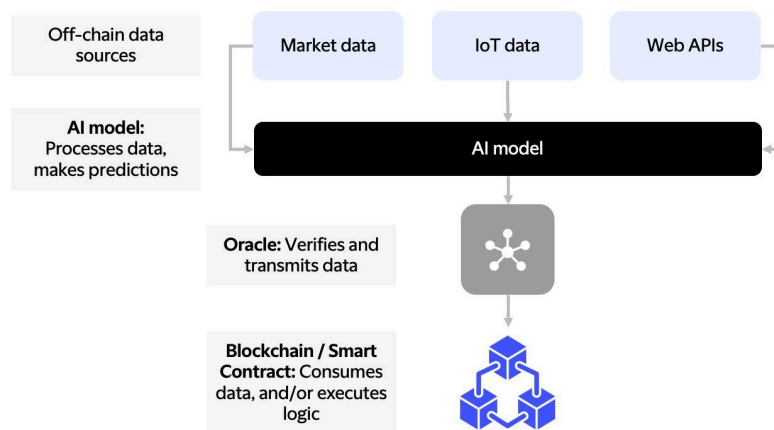 Off-chain data
sources
Market data
IoT data
Web APIs
AI model:
Processes data,
makes predictions
AI model
Oracle: Verifies and
transmits data
Blockchain / Smart
Contract: Consumes
data, and/or executes
logic